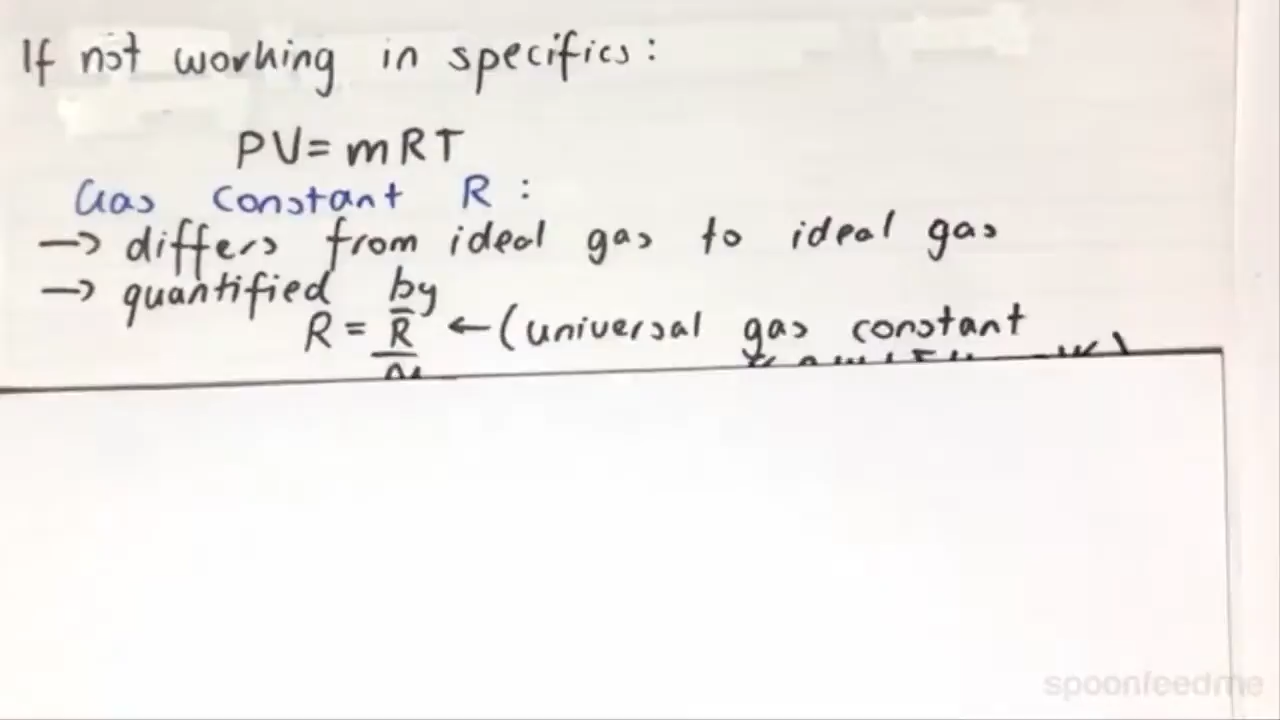 If not working in specifics:
PV = mRT
Gas Constant R:
→ differs from ideal gas to ideal gas
→ quantified by
R = R̄ ← (universal gas constant
spoonfeedme